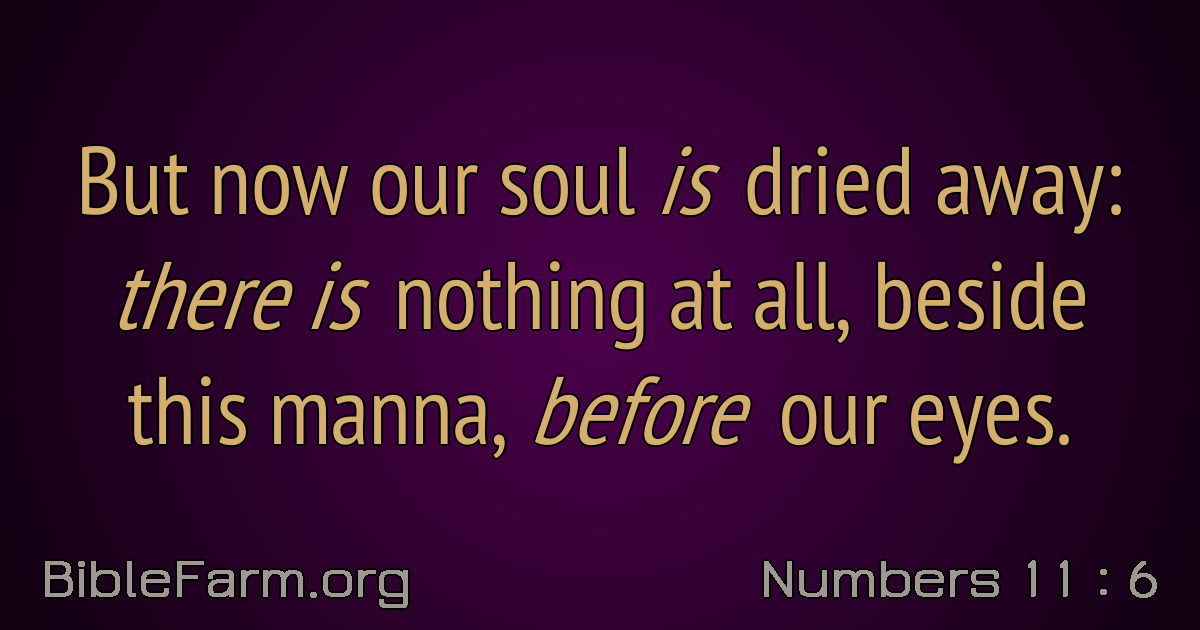 But now our soul is dried away:
there is nothing at all, beside
this manna, before our eyes.
BibleFarm.org
Numbers 11 : 6